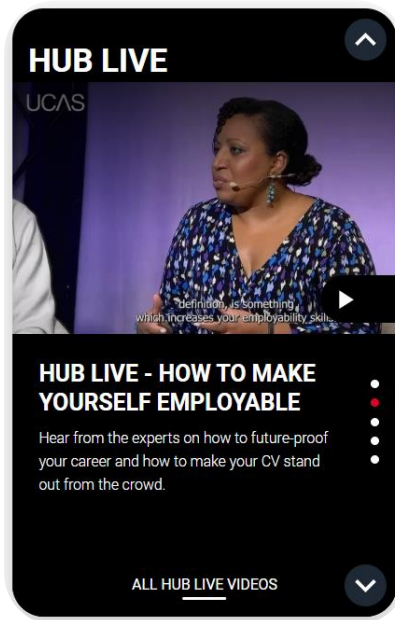 HUB LIVE
UCAS
definition, is something
which increases your employability skill..
HUB LIVE - HOW TO MAKE
YOURSELF EMPLOYABLE
Hear from the experts on how to future-proof
your career and how to make your CV stand
out from the crowd.
ALL HUB LIVE VIDEOS